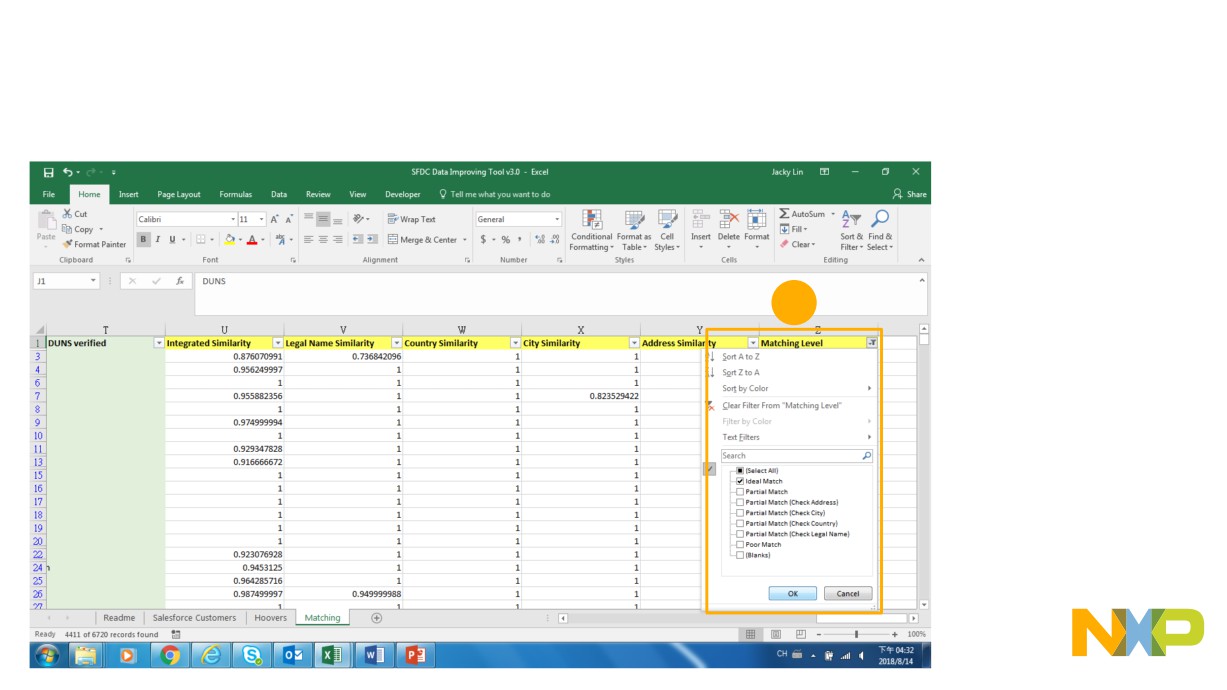 SFDC Data Improving Tool v3.0 - Excel
Jacky Lin
File Home Insert Page Layout Formulas Data Review View Developer Tell me what you want to do Share
Cut
Copy
Format Painter
Paste
Calibri 11
B I U
Wrap Text
Merge & Center
General
$ % ,
Conditional Formatting
Format as Table
Cell Styles
Insert Delete Format
AutoSum
Fill
Clear
Sort & Filter
Find & Select
Clipboard Font Alignment Number Styles Cells Editing
J1 fx DUNS
T U V W X Y Z
1 DUNS verified Integrated Similarity Legal Name Similarity Country Similarity City Similarity Address Similarity Matching Level
3 0.876070991 0.736842096 1 1
4 0.956249997 1 1 1
6 1 1 1 1
7 0.955882356 1 1 0.823529422
8 1 1 1 1
9 0.974999994 1 1 1
10 1 1 1 1
11 0.929347828 1 1 1
13 0.916666672 1 1 1
15 1 1 1 1
16 1 1 1 1
17 1 1 1 1
18 1 1 1 1
19 1 1 1 1
20 1 1 1 1
22 0.923076928 1 1 1
24 0.9453125 1 1 1
25 0.964285716 1 1 1
26 0.987499997 0.949999988 1 1
27 1 1 1 1
Sort A to Z
Sort Z to A
Sort by Color
Clear Filter From "Matching Level"
Filter by Color
Text Filters
Search
(Select All)
Ideal Match
Partial Match
Partial Match (Check Address)
Partial Match (Check City)
Partial Match (Check Country)
Partial Match (Check Legal Name)
Poor Match
(Blanks)
OK Cancel
Readme Salesforce Customers Hoovers Matching
Ready 4411 of 6720 records found
100%
CH
下午 04:32
2018/8/14
NXP